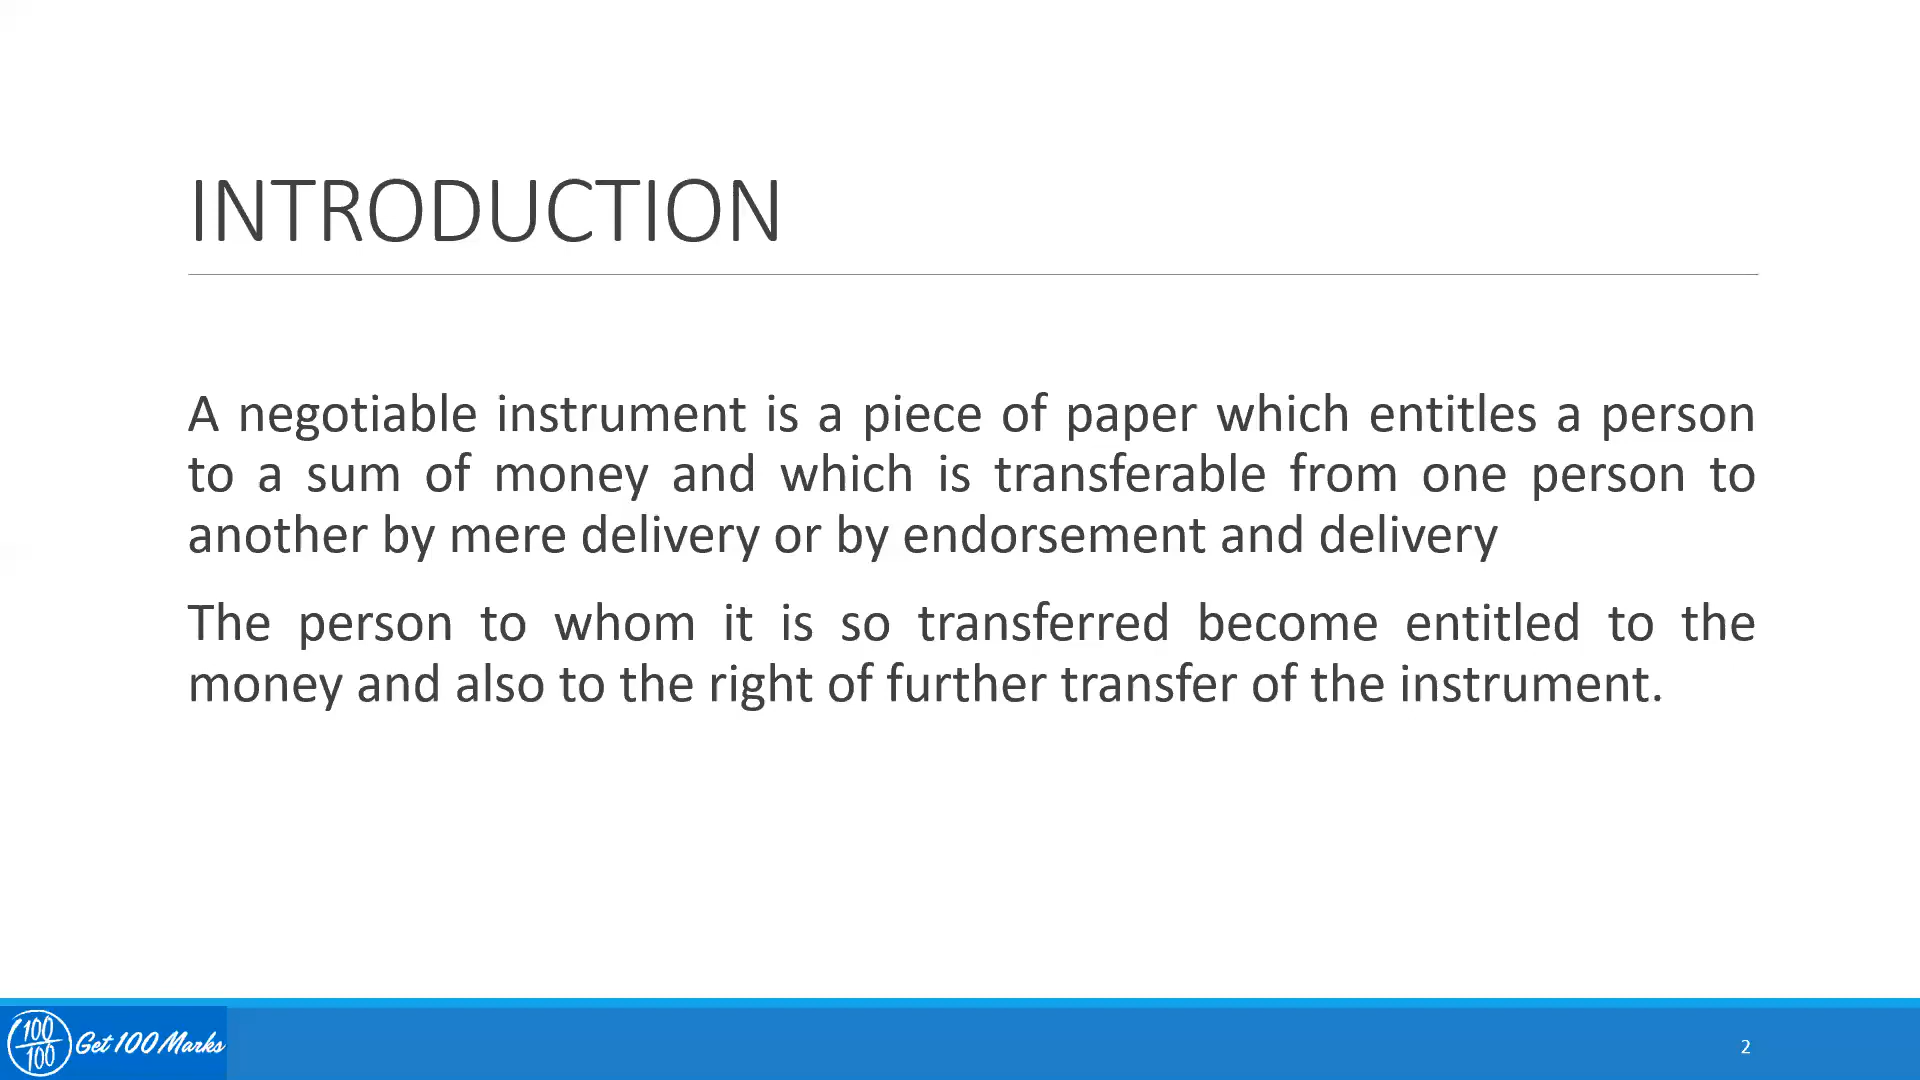 INTRODUCTION
A negotiable instrument is a piece of paper which entitles a person
to a sum of money and which is transferable from one person to
another by mere delivery or by endorsement and delivery
The person to whom it is so transferred become entitled to the
money and also to the right of further transfer of the instrument.
100
100
Get 100 Marks
2